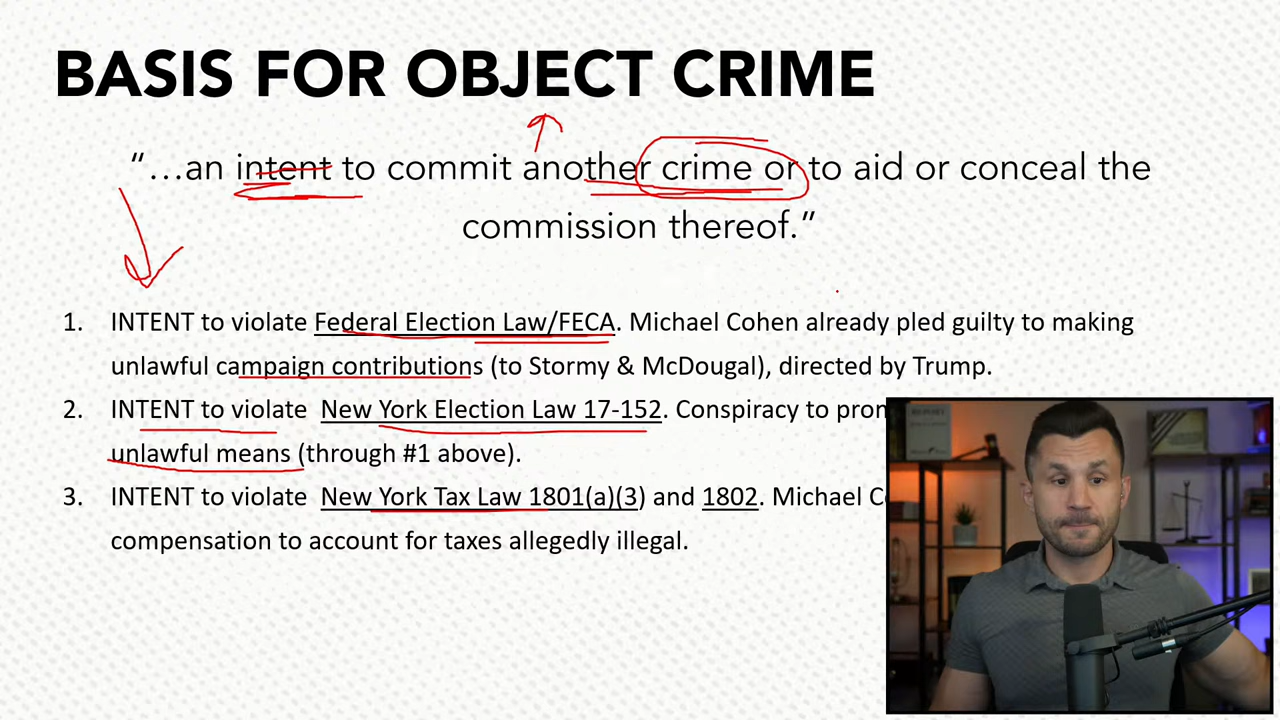 BASIS FOR OBJECT CRIME
“…an intent to commit another crime or to aid or conceal the
commission thereof.”
1. INTENT to violate Federal Election Law/FECA. Michael Cohen already pled guilty to making
unlawful campaign contributions (to Stormy & McDougal), directed by Trump.
2. INTENT to violate New York Election Law 17-152. Conspiracy to
unlawful means (through #1 above).
3. INTENT to violate New York Tax Law 1801(a)(3) and 1802. Michael
compensation to account for taxes allegedly illegal.